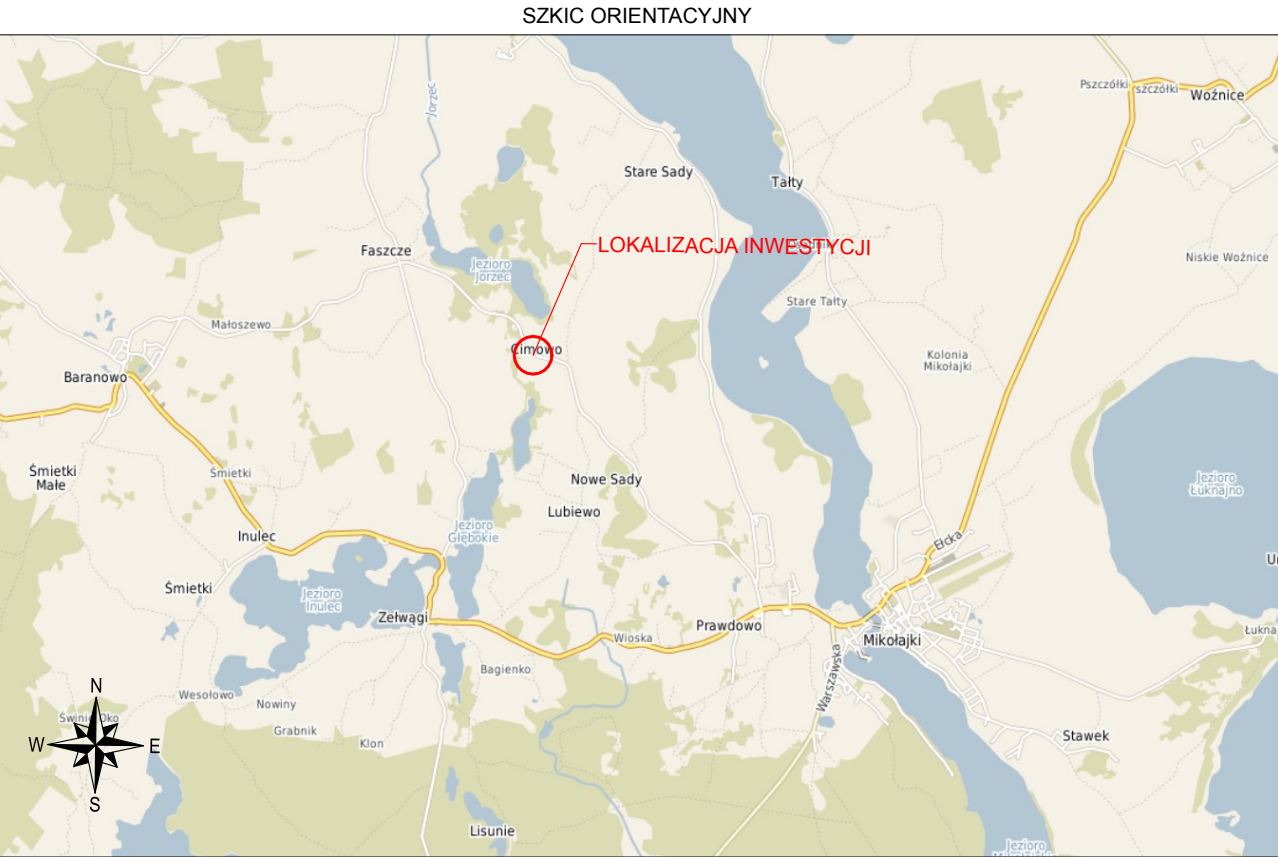 SZKIC ORIENTACYJNY
Jorzec
Pszczółki
szczółki
Woźnice
Stare Sady
Tałty
LOKALIZACJA INWESTYCJI
Faszcze
Jezioro
Jorzec
Niskie Woźnice
Stare Tałty
Małoszewo
Cimowo
Kolonia
Mikołajki
Baranowo
Śmietki
Małe
Śmietki
Nowe Sady
Jezioro
Łuknajno
Lubiewo
Jezioro
Głębokie
Inulec
Ełcka
Śmietki
Jezioro
Inulec
Zełwągi
Prawdowo
Wioska
Mikołajki
Łukna
Bagienko
Warszawska
Wesołowo
Nowiny
N
Grabnik
Klon
W
E
S
Stawek
Lisunie
Jezioro